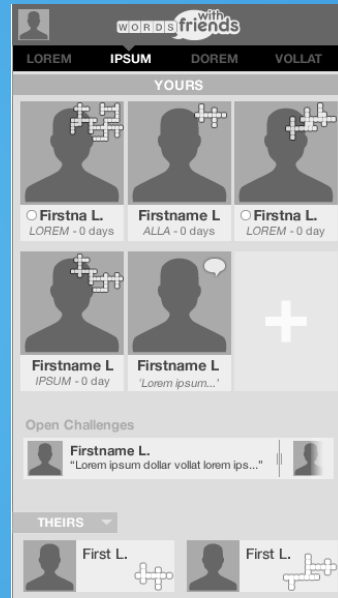 WORDS with friends
LOREM IPSUM DOREM VOLLAT
YOURS
Firstna L. Firstname L Firstna L.
LOREM - 0 days ALLA - 0 days LOREM - 0 day
Firstname L Firstname L
IPSUM - 0 day 'Lorem ipsum...'
Open Challenges
Firstname L.
"Lorem ipsum dollar vollat lorem ips..."
THEIRS
First L. First L.